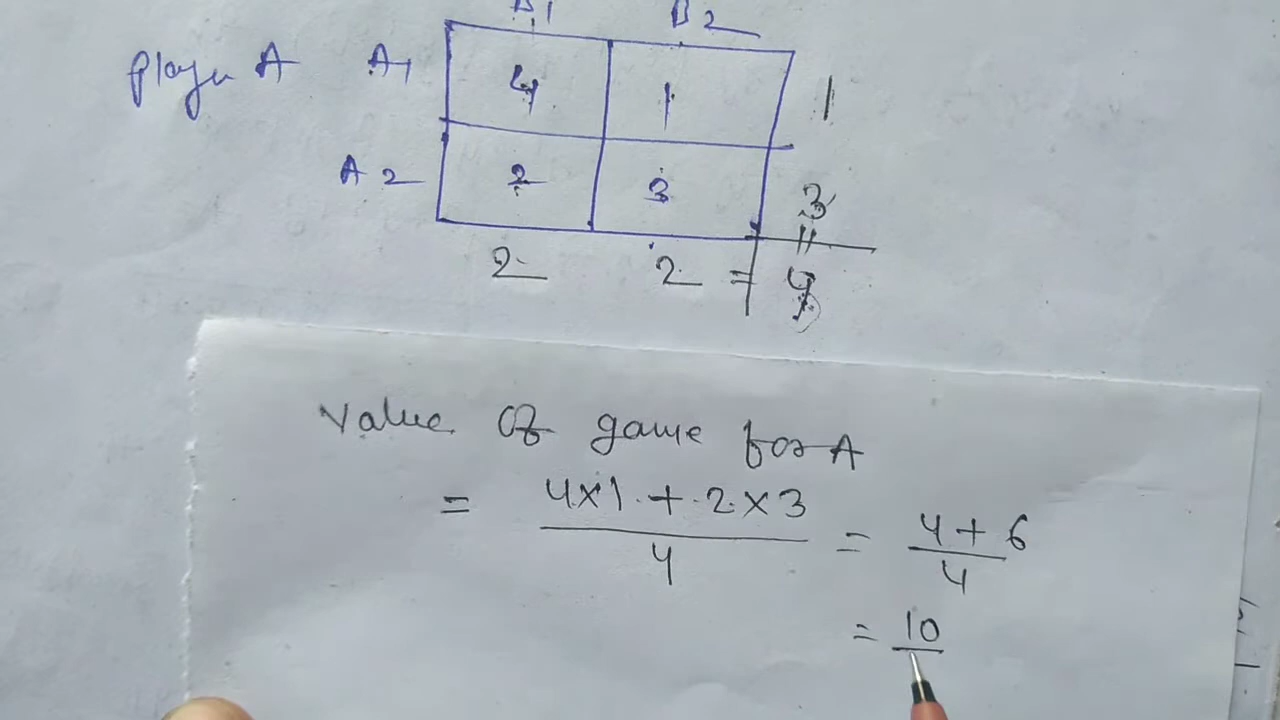 B1 B2
Player A A1 4 1 1
A2 2 3 3
2 2 = 4
Value of game for A
= 4×1 + 2×3 / 4 = 4+6 / 4
= 10